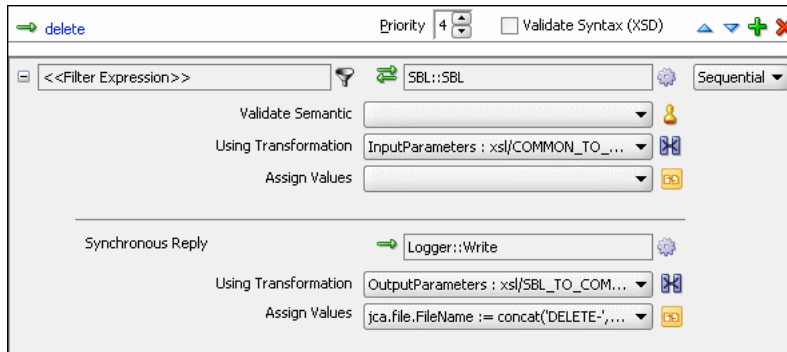 delete Priority 4 Validate Syntax (XSD)
<<Filter Expression>> SBL::SBL Sequential
Validate Semantic
Using Transformation InputParameters : xsl/COMMON_TO_...
Assign Values
Synchronous Reply Logger::Write
Using Transformation OutputParameters : xsl/SBL_TO_COM...
Assign Values jca.file.FileName := concat('DELETE-',...